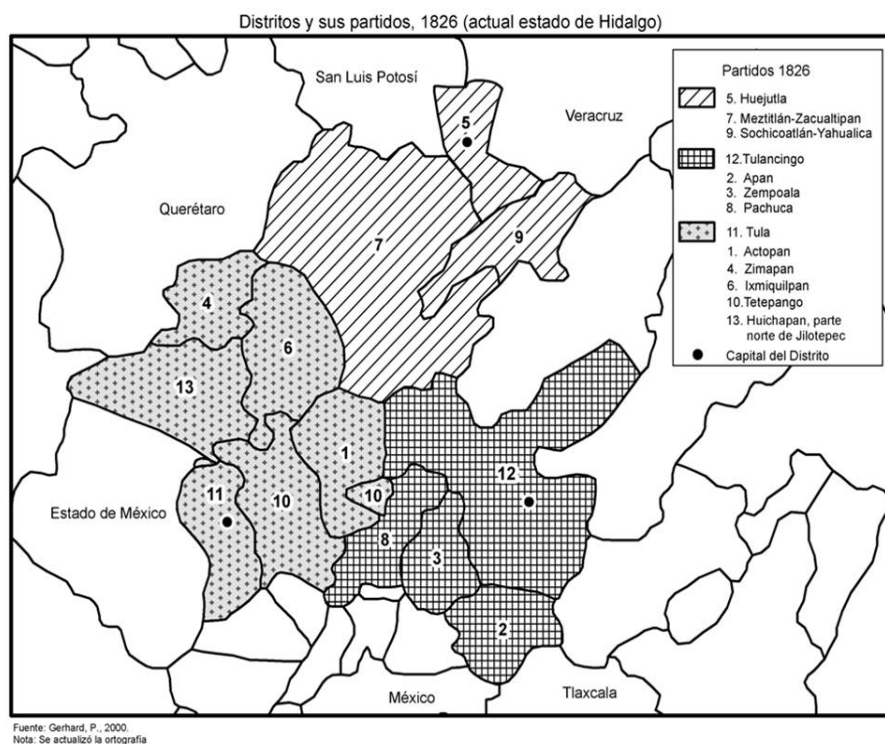 Distritos y sus partidos, 1826 (actual estado de Hidalgo)
San Luis Potosí
Veracruz
Querétaro
Estado de México
México
Tlaxcala
5
7
9
4
6
13
1
12
11
10
10
8
3
2
Partidos 1826
5. Huejutla
7. Meztitlán-Zacualtipan
9. Sochicoatlán-Yahualica
12.Tulancingo
2. Apan
3. Zempoala
8. Pachuca
11. Tula
1. Actopan
4. Zimapan
6. Ixmiquilpan
10.Tetepango
13. Huichapan, parte
norte de Jilotepec
Capital del Distrito
Fuente: Gerhard, P., 2000.
Nota: Se actualizó la ortografía